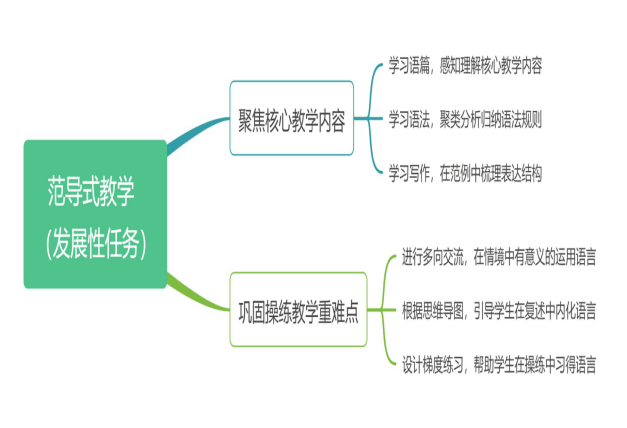 范导式教学
（发展性任务）
聚焦核心教学内容
学习语篇，感知理解核心教学内容
学习语法，聚类分析归纳语法规则
学习写作，在范例中梳理表达结构
巩固操练教学重难点
进行多向交流，在情境中有意义的运用语言
根据思维导图，引导学生在复述中内化语言
设计梯度练习，帮助学生在操练中习得语言